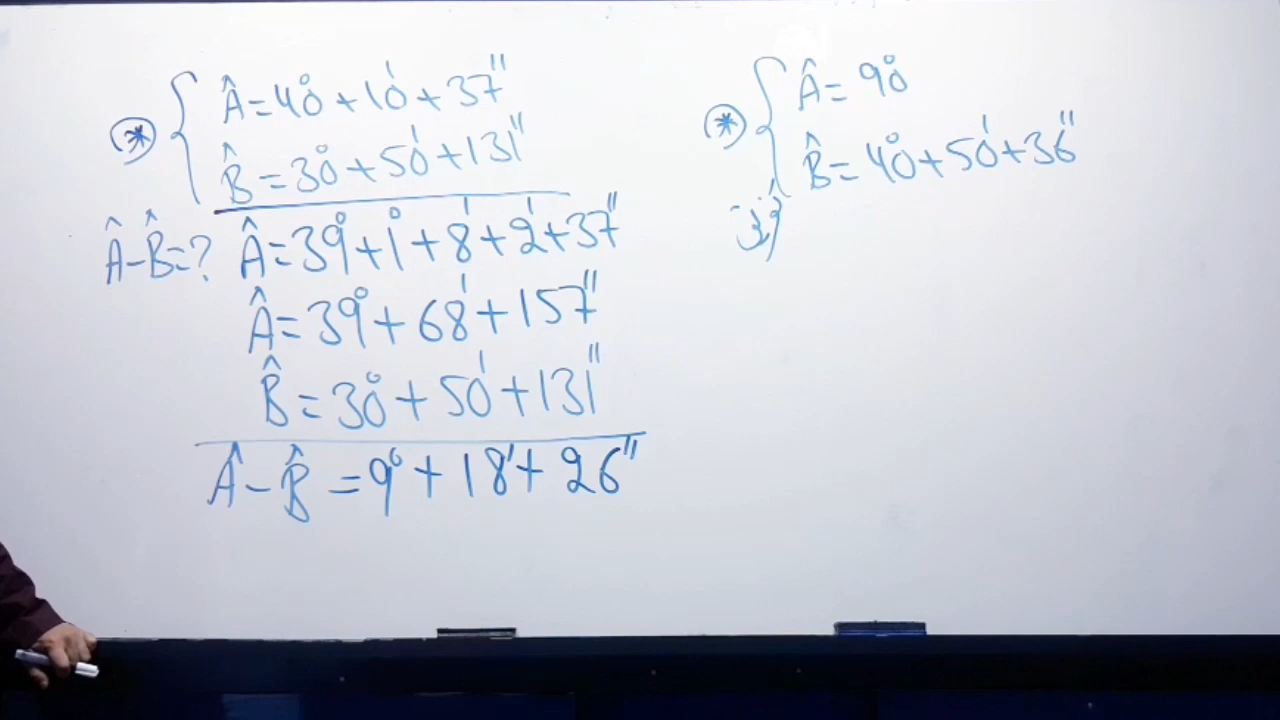 Â = 40° + 10' + 37"
B̂ = 30° + 50' + 131"
Â - B̂ = ? Â = 39° + 1° + 8' + 2' + 37"
Â = 39° + 68' + 157"
B̂ = 30° + 50' + 131"
Â - B̂ = 9° + 18' + 26"
Â = 90
B̂ = 40° + 50' + 36"